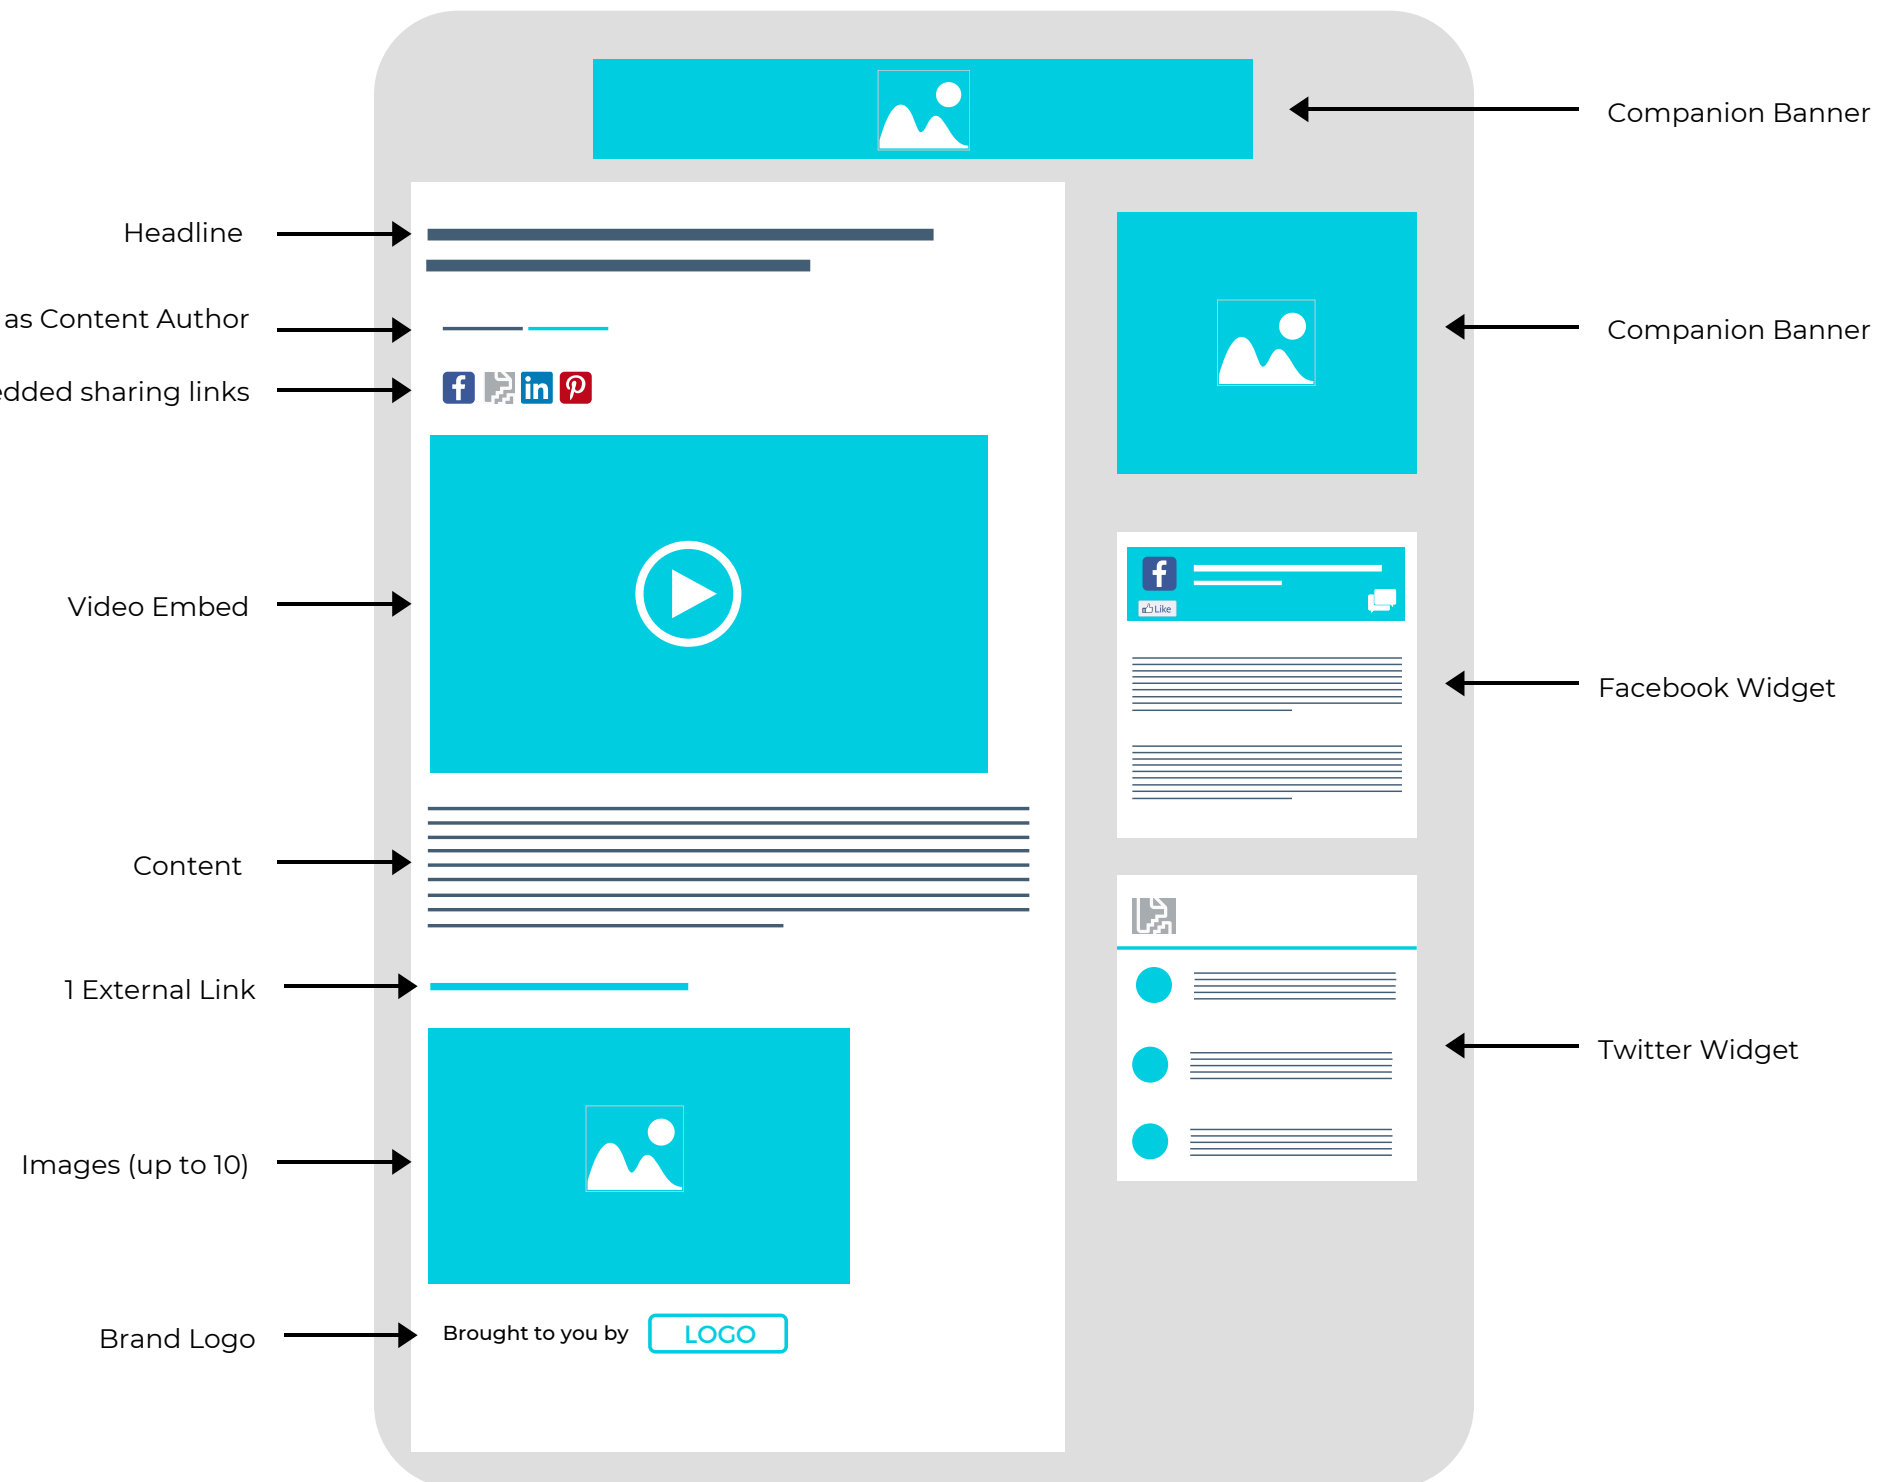 Companion Banner
Headline
as Content Author
Companion Banner
dded sharing links
Like
Video Embed
Facebook Widget
Content
1 External Link
Twitter Widget
Images (up to 10)
Brand Logo
Brought to you by
LOGO